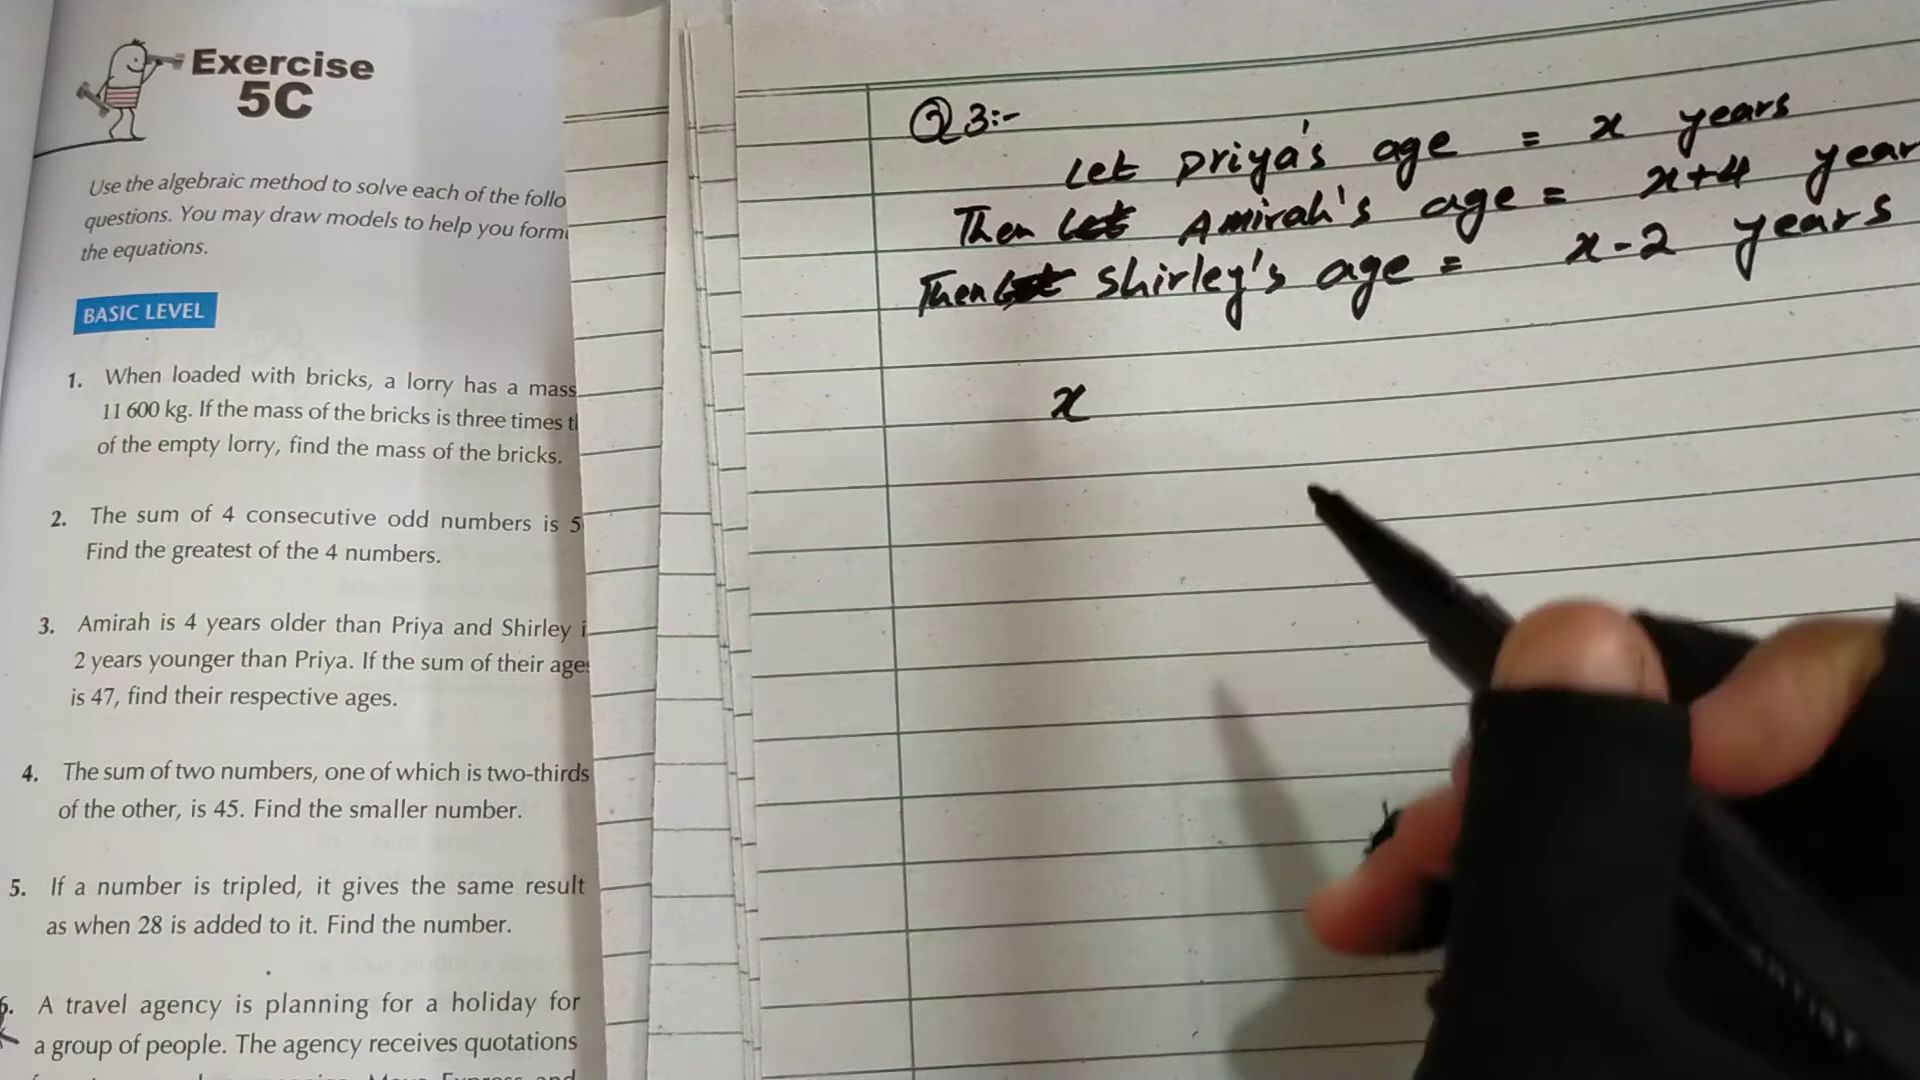 Exercise
5C
Use the algebraic method to solve each of the follo
questions. You may draw models to help you form
the equations.
BASIC LEVEL
1. When loaded with bricks, a lorry has a mass
11 600 kg. If the mass of the bricks is three times t
of the empty lorry, find the mass of the bricks.
2. The sum of 4 consecutive odd numbers is 5
Find the greatest of the 4 numbers.
3. Amirah is 4 years older than Priya and Shirley i
2 years younger than Priya. If the sum of their ages
is 47, find their respective ages.
4. The sum of two numbers, one of which is two-thirds
of the other, is 45. Find the smaller number.
5. If a number is tripled, it gives the same result
as when 28 is added to it. Find the number.
6. A travel agency is planning for a holiday for
a group of people. The agency receives quotations
Q3:-
Let Priya's age = x years
Then Let Amirah's age = x+4 year
Then Let Shirley's age = x-2 years
x